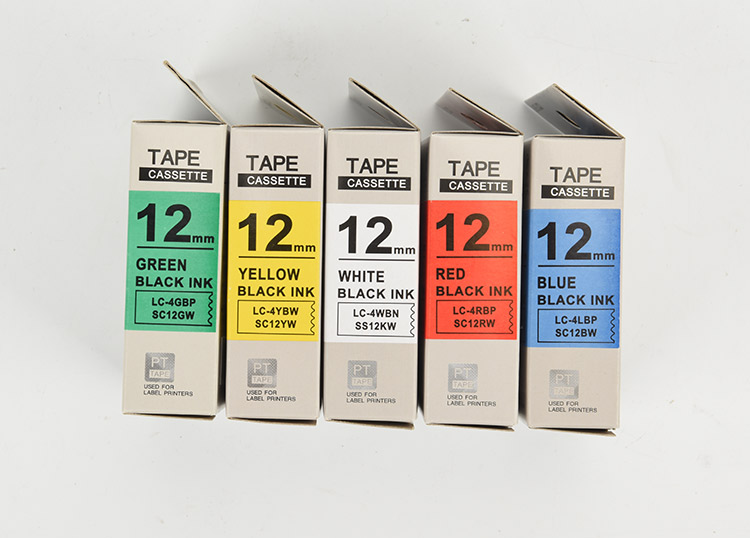 TAPE
CASSETTE
12mm
GREEN
BLACK INK
LC-4GBP
SC12GW
PT
TAPE
USED FOR
LABEL PRINTERS
TAPE
CASSETTE
12mm
YELLOW
BLACK INK
LC-4YBW
SC12YW
PT
TAPE
USED FOR
LABEL PRINTERS
TAPE
CASSETTE
12mm
WHITE
BLACK INK
LC-4WBN
SS12KW
PT
TAPE
USED FOR
LABEL PRINTERS
TAPE
CASSETTE
12mm
RED
BLACK INK
LC-4RBP
SC12RW
PT
TAPE
USED FOR
LABEL PRINTERS
TAPE
CASSETTE
12mm
BLUE
BLACK INK
LC-4LBP
SC12BW
PT
TAPE
USED FOR
LABEL PRINTERS